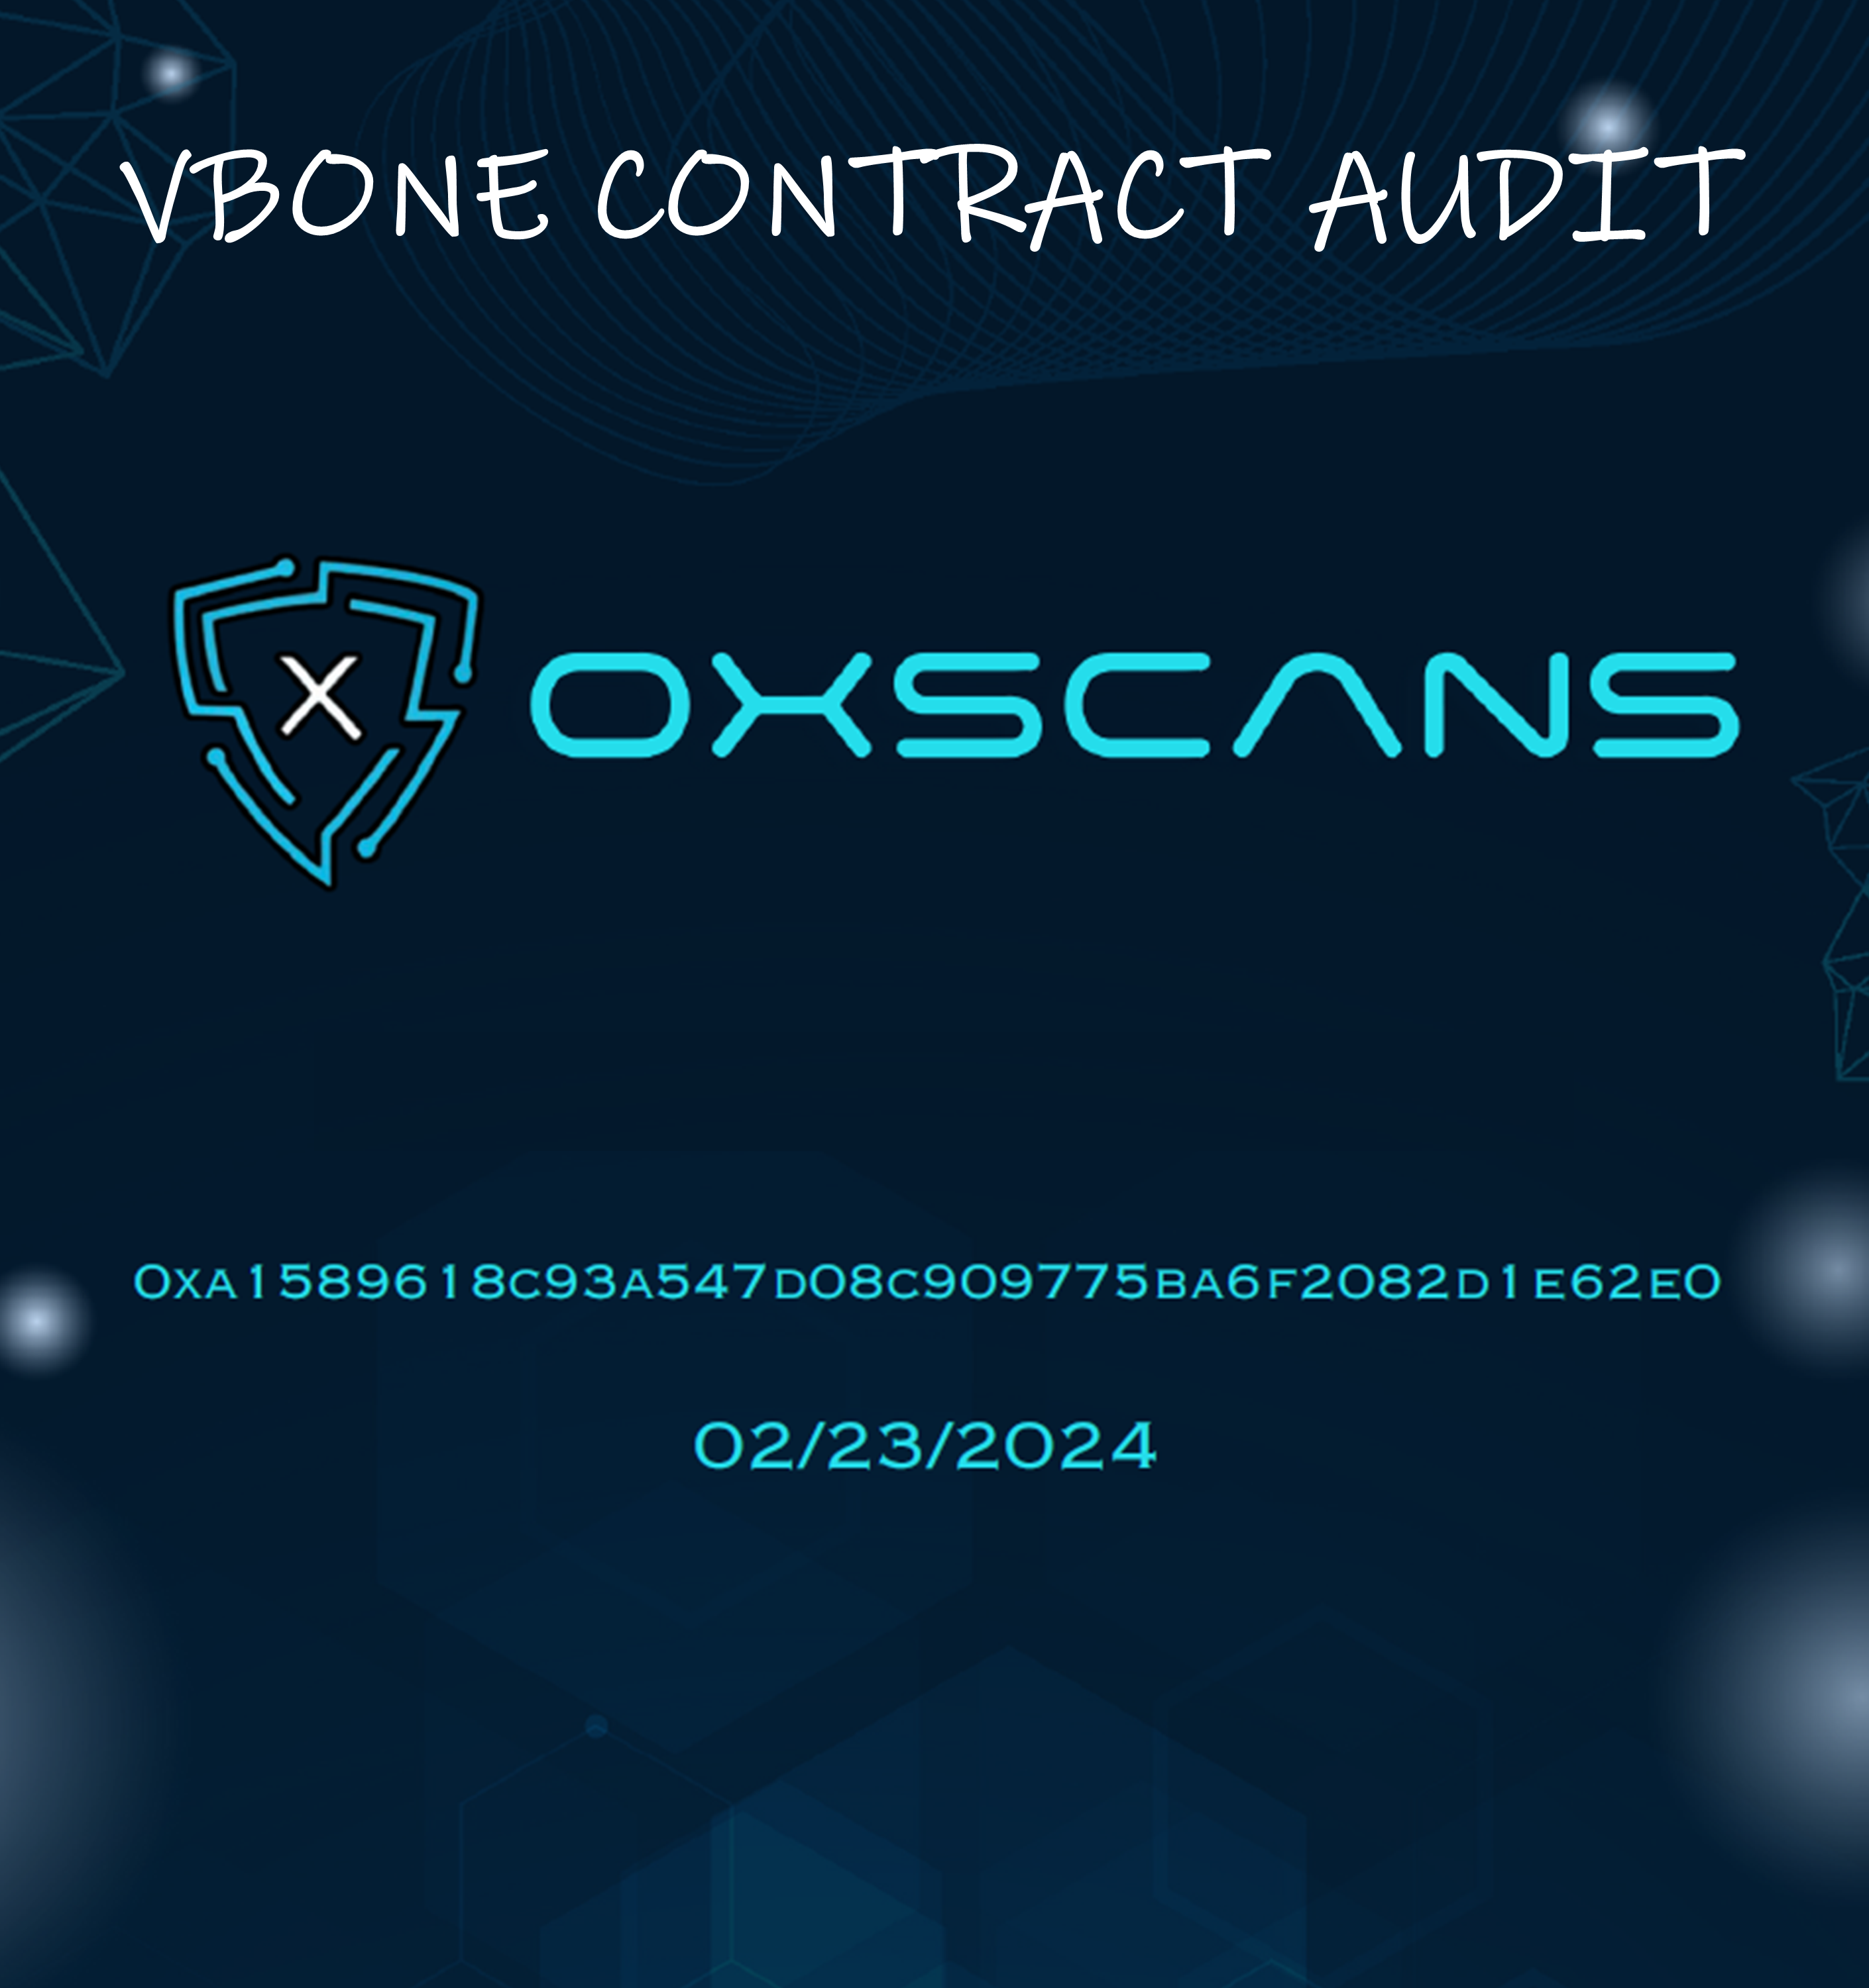 VBONE CONTRACT AUDIT
X
OXSCANS
0XA1589618C93A547D08C909775BA6F2082D1E62E0
02/23/2024